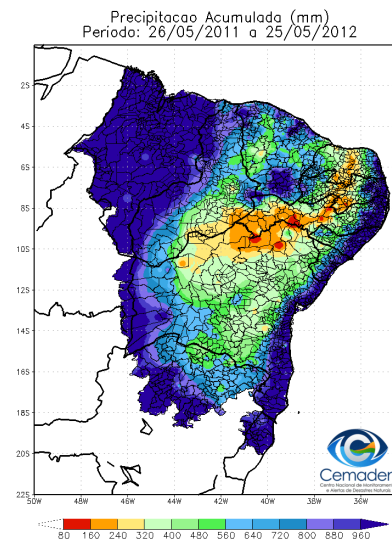 Precipitacao Acumulada (mm)
Periodo: 26/05/2011 a 25/05/2012
2S
4S
6S
8S
10S
12S
14S
16S
18S
20S
22S
50W 48W 46W 44W 42W 40W 38W 36W
Cemaden
Centro Nacional de Monitoramento
e Alertas de Desastres Naturais
80 160 240 320 400 480 560 640 720 800 880 960